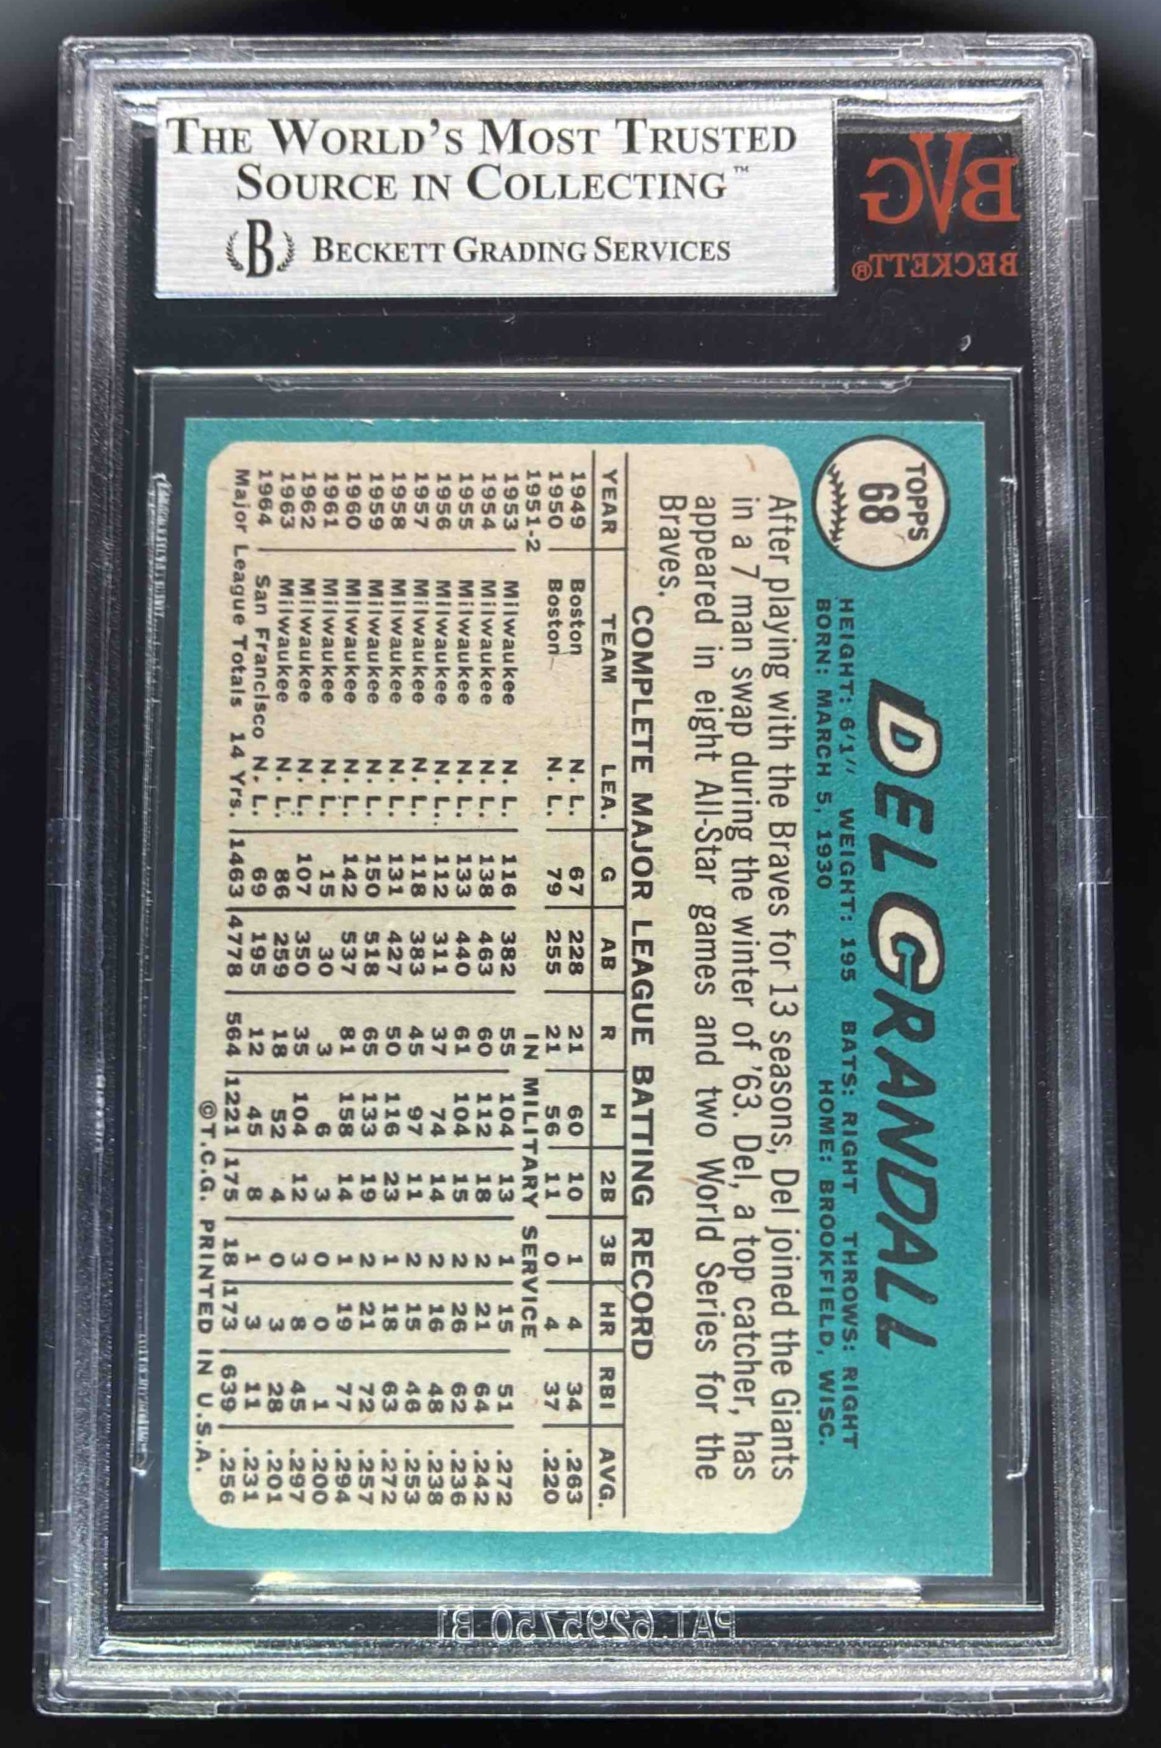 THE WORLD'S MOST TRUSTED
SOURCE IN COLLECTING™
B BECKETT GRADING SERVICES
BVG
BECKETT®
TOPPS
68
DEL CRANDALL
HEIGHT: 6'1" WEIGHT: 195 BATS: RIGHT THROWS: RIGHT
BORN: MARCH 5, 1930 HOME: BROOKFIELD, WISC.
After playing with the Braves for 13 seasons, Del joined the Giants
in a 7 man swap during the winter of '63. Del, a top catcher, has
appeared in eight All-Star games and two World Series for the
Braves.
COMPLETE MAJOR LEAGUE BATTING RECORD
YEAR TEAM LEA. G AB R H 2B 3B HR RBI AVG.
1949 Boston N. L. 67 228 21 60 10 1 4 34 .263
1950 Boston N. L. 79 255 21 56 11 0 4 37 .220
1951-2 IN MILITARY SERVICE
1953 Milwaukee N. L. 116 382 55 104 13 1 15 51 .272
1954 Milwaukee N. L. 138 463 60 112 18 2 21 64 .242
1955 Milwaukee N. L. 133 440 61 104 15 2 26 62 .236
1956 Milwaukee N. L. 112 311 37 74 14 2 16 48 .238
1957 Milwaukee N. L. 118 383 45 97 11 2 15 46 .253
1958 Milwaukee N. L. 131 427 50 116 23 1 18 63 .272
1959 Milwaukee N. L. 150 518 65 133 19 2 21 72 .257
1960 Milwaukee N. L. 142 537 81 158 14 1 19 77 .294
1961 Milwaukee N. L. 15 30 3 6 3 0 0 1 .200
1962 Milwaukee N. L. 107 350 35 104 12 3 8 45 .297
1963 Milwaukee N. L. 86 259 18 52 4 0 3 28 .201
1964 San Francisco N. L. 69 195 12 45 8 1 3 11 .231
Major League Totals 14 Yrs. 1463 4778 564 1221 175 18 173 639 .256
©T.C.G. PRINTED IN U.S.A.
PAT.6295750 B1